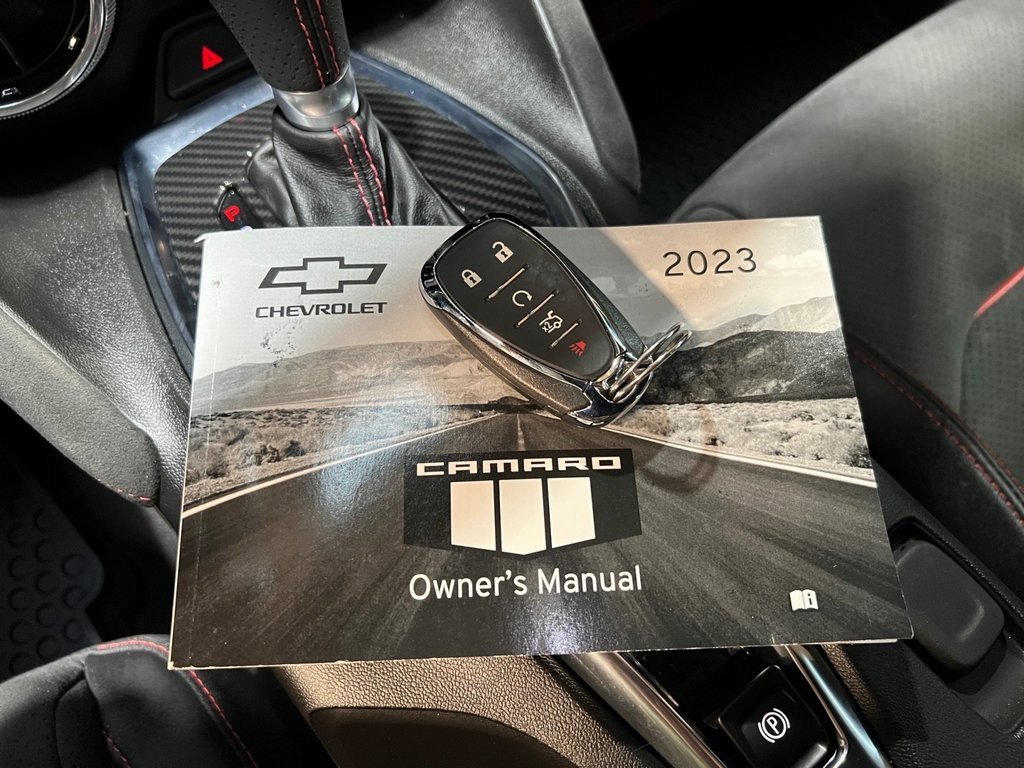 CHEVROLET
2023
CAMARO
Owner's Manual
P
P